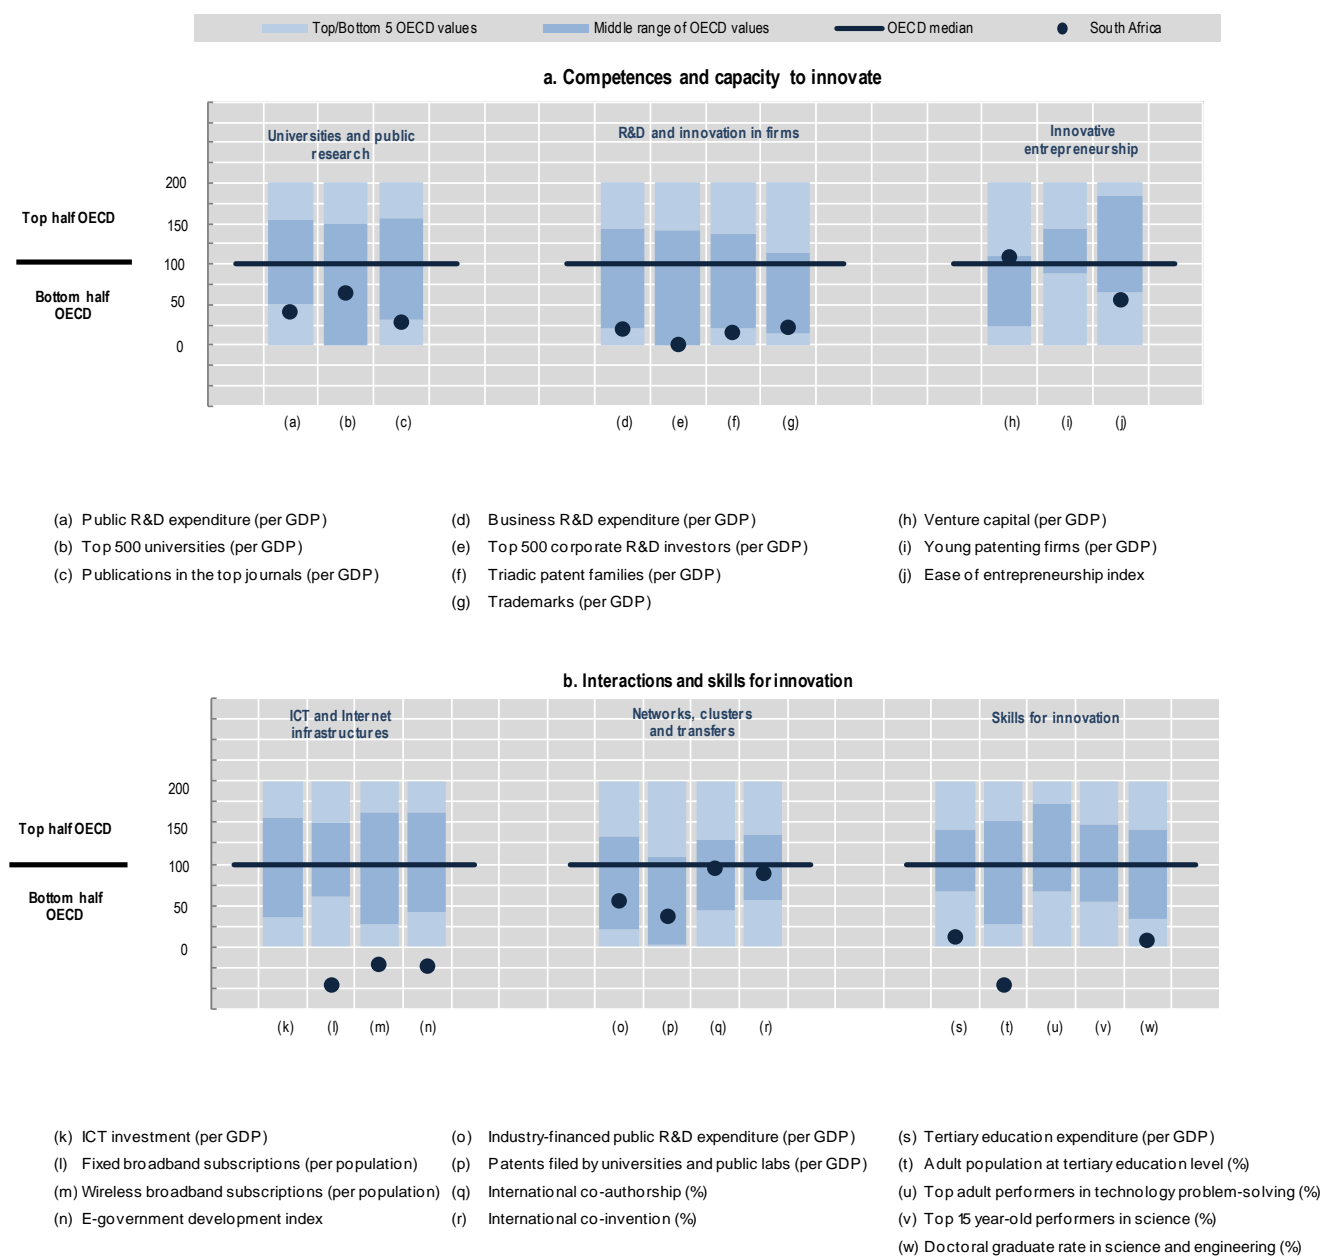 Top/Bottom 5 OECD values Middle range of OECD values OECD median South Africa
a. Competences and capacity to innovate
Universities and public
research
R&D and innovation in firms
Innovative
entrepreneurship
200
Top half OECD
150
100
Bottom half
OECD
50
0
(a) (b) (c) (d) (e) (f) (g) (h) (i) (j)
(a) Public R&D expenditure (per GDP)
(b) Top 500 universities (per GDP)
(c) Publications in the top journals (per GDP)
(d) Business R&D expenditure (per GDP)
(e) Top 500 corporate R&D investors (per GDP)
(f) Triadic patent families (per GDP)
(g) Trademarks (per GDP)
(h) Venture capital (per GDP)
(i) Young patenting firms (per GDP)
(j) Ease of entrepreneurship index
b. Interactions and skills for innovation
ICT and Internet
infrastructures
Networks, clusters
and transfers
Skills for innovation
200
Top half OECD
150
100
Bottom half
OECD
50
0
(k) (l) (m) (n) (o) (p) (q) (r) (s) (t) (u) (v) (w)
(k) ICT investment (per GDP)
(l) Fixed broadband subscriptions (per population)
(m) Wireless broadband subscriptions (per population)
(n) E-government development index
(o) Industry-financed public R&D expenditure (per GDP)
(p) Patents filed by universities and public labs (per GDP)
(q) International co-authorship (%)
(r) International co-invention (%)
(s) Tertiary education expenditure (per GDP)
(t) Adult population at tertiary education level (%)
(u) Top adult performers in technology problem-solving (%)
(v) Top 15 year-old performers in science (%)
(w) Doctoral graduate rate in science and engineering (%)